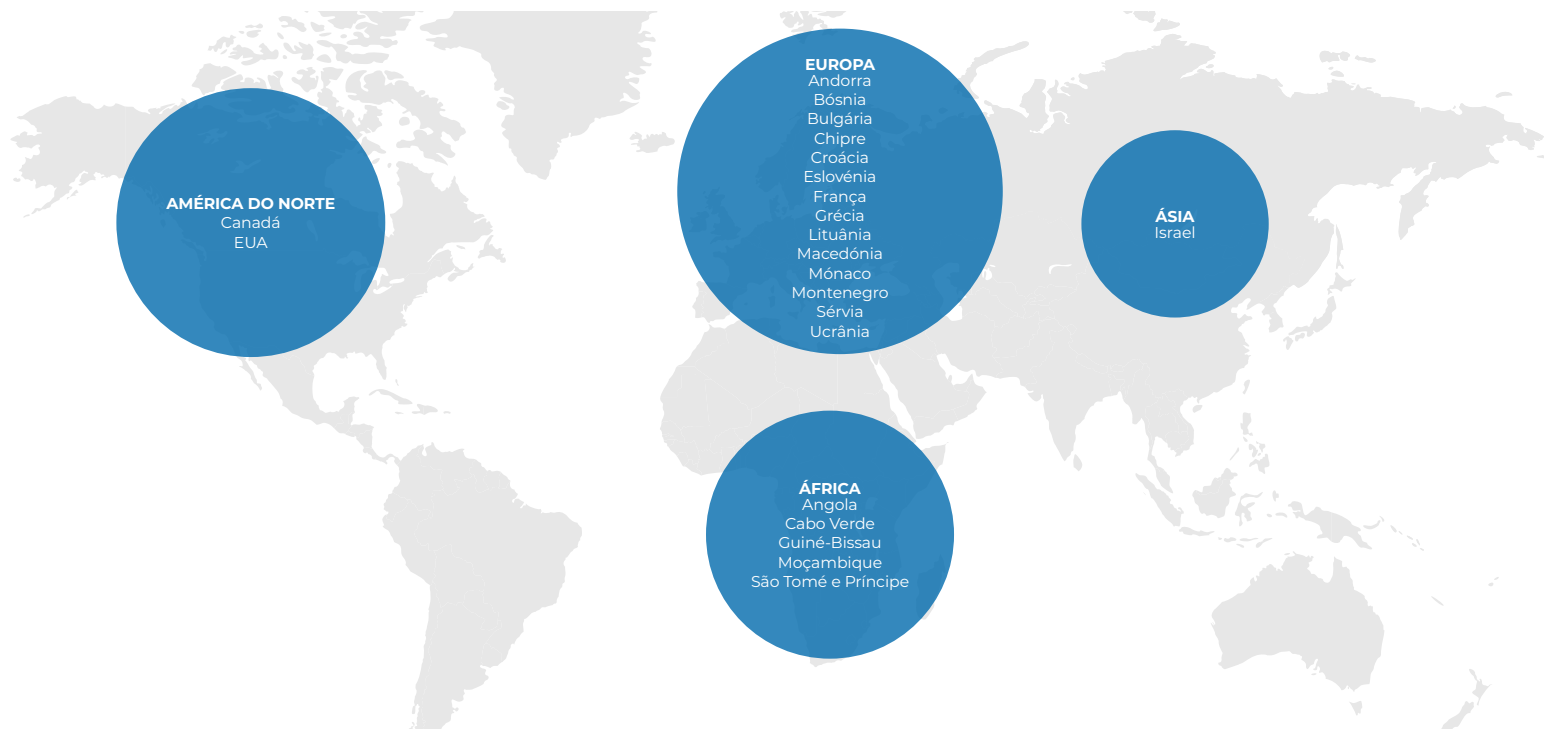 AMÉRICA DO NORTE
Canadá
EUA
EUROPA
Andorra
Bósnia
Bulgária
Chipre
Croácia
Eslovénia
França
Grécia
Lituânia
Macedónia
Mónaco
Montenegro
Sérvia
Ucrânia
ÁSIA
Israel
ÁFRICA
Angola
Cabo Verde
Guiné-Bissau
Moçambique
São Tomé e Príncipe